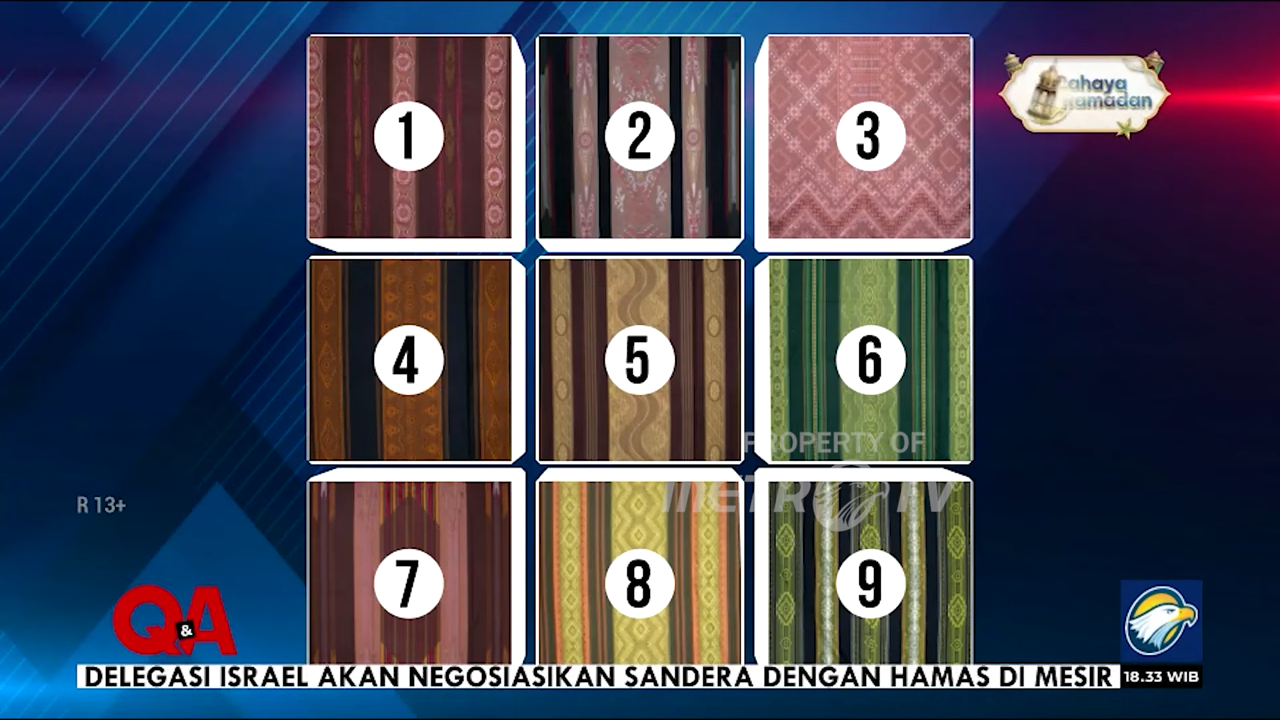 1
2
3
Cahaya
Ramadan
4
5
6
PROPERTY OF
METRO TV
R 13+
7
8
9
Q&A
DELEGASI ISRAEL AKAN NEGOSIASIKAN SANDERA DENGAN HAMAS DI MESIR
18.33 WIB